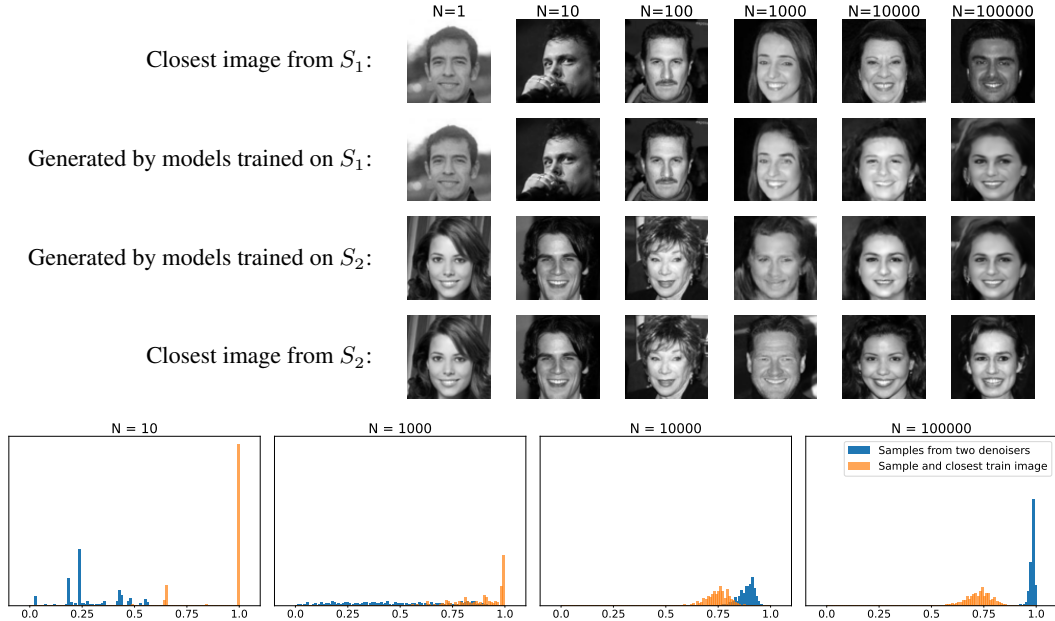 N=1 N=10 N=100 N=1000 N=10000 N=100000
Closest image from S₁:
Generated by models trained on S₁:
Generated by models trained on S₂:
Closest image from S₂:
N = 10 N = 1000 N = 10000 N = 100000
Samples from two denoisers
Sample and closest train image
0.0 0.25 0.5 0.75 1.0 0.0 0.25 0.5 0.75 1.0 0.0 0.25 0.5 0.75 1.0 0.0 0.25 0.5 0.75 1.0